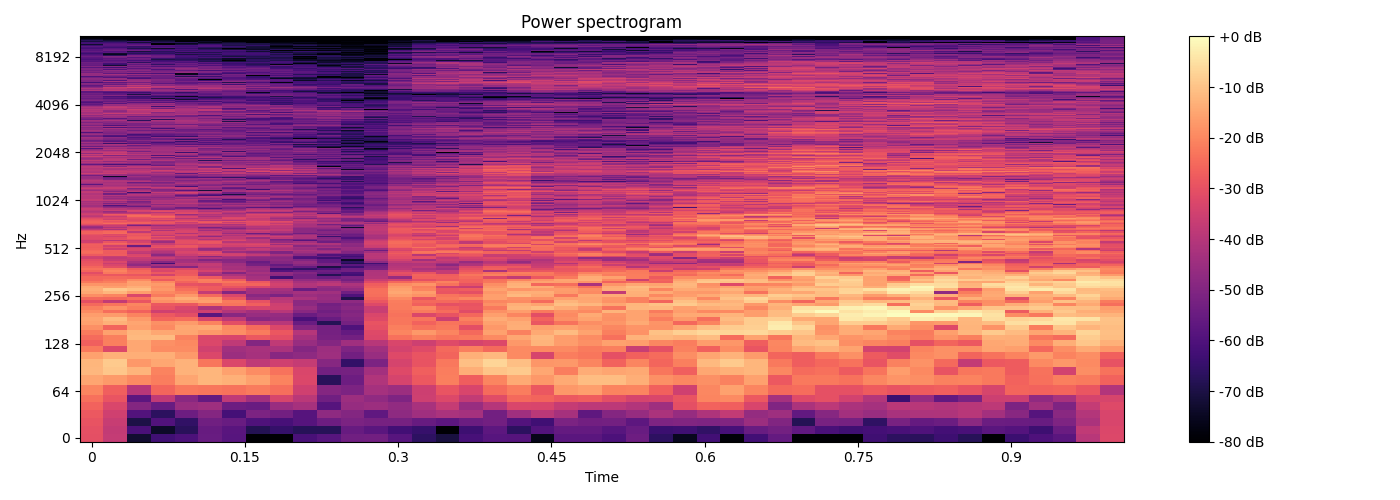 Power spectrogram
Hz
8192
4096
2048
1024
512
256
128
64
0
0 0.15 0.3 0.45 0.6 0.75 0.9
Time
+0 dB
-10 dB
-20 dB
-30 dB
-40 dB
-50 dB
-60 dB
-70 dB
-80 dB